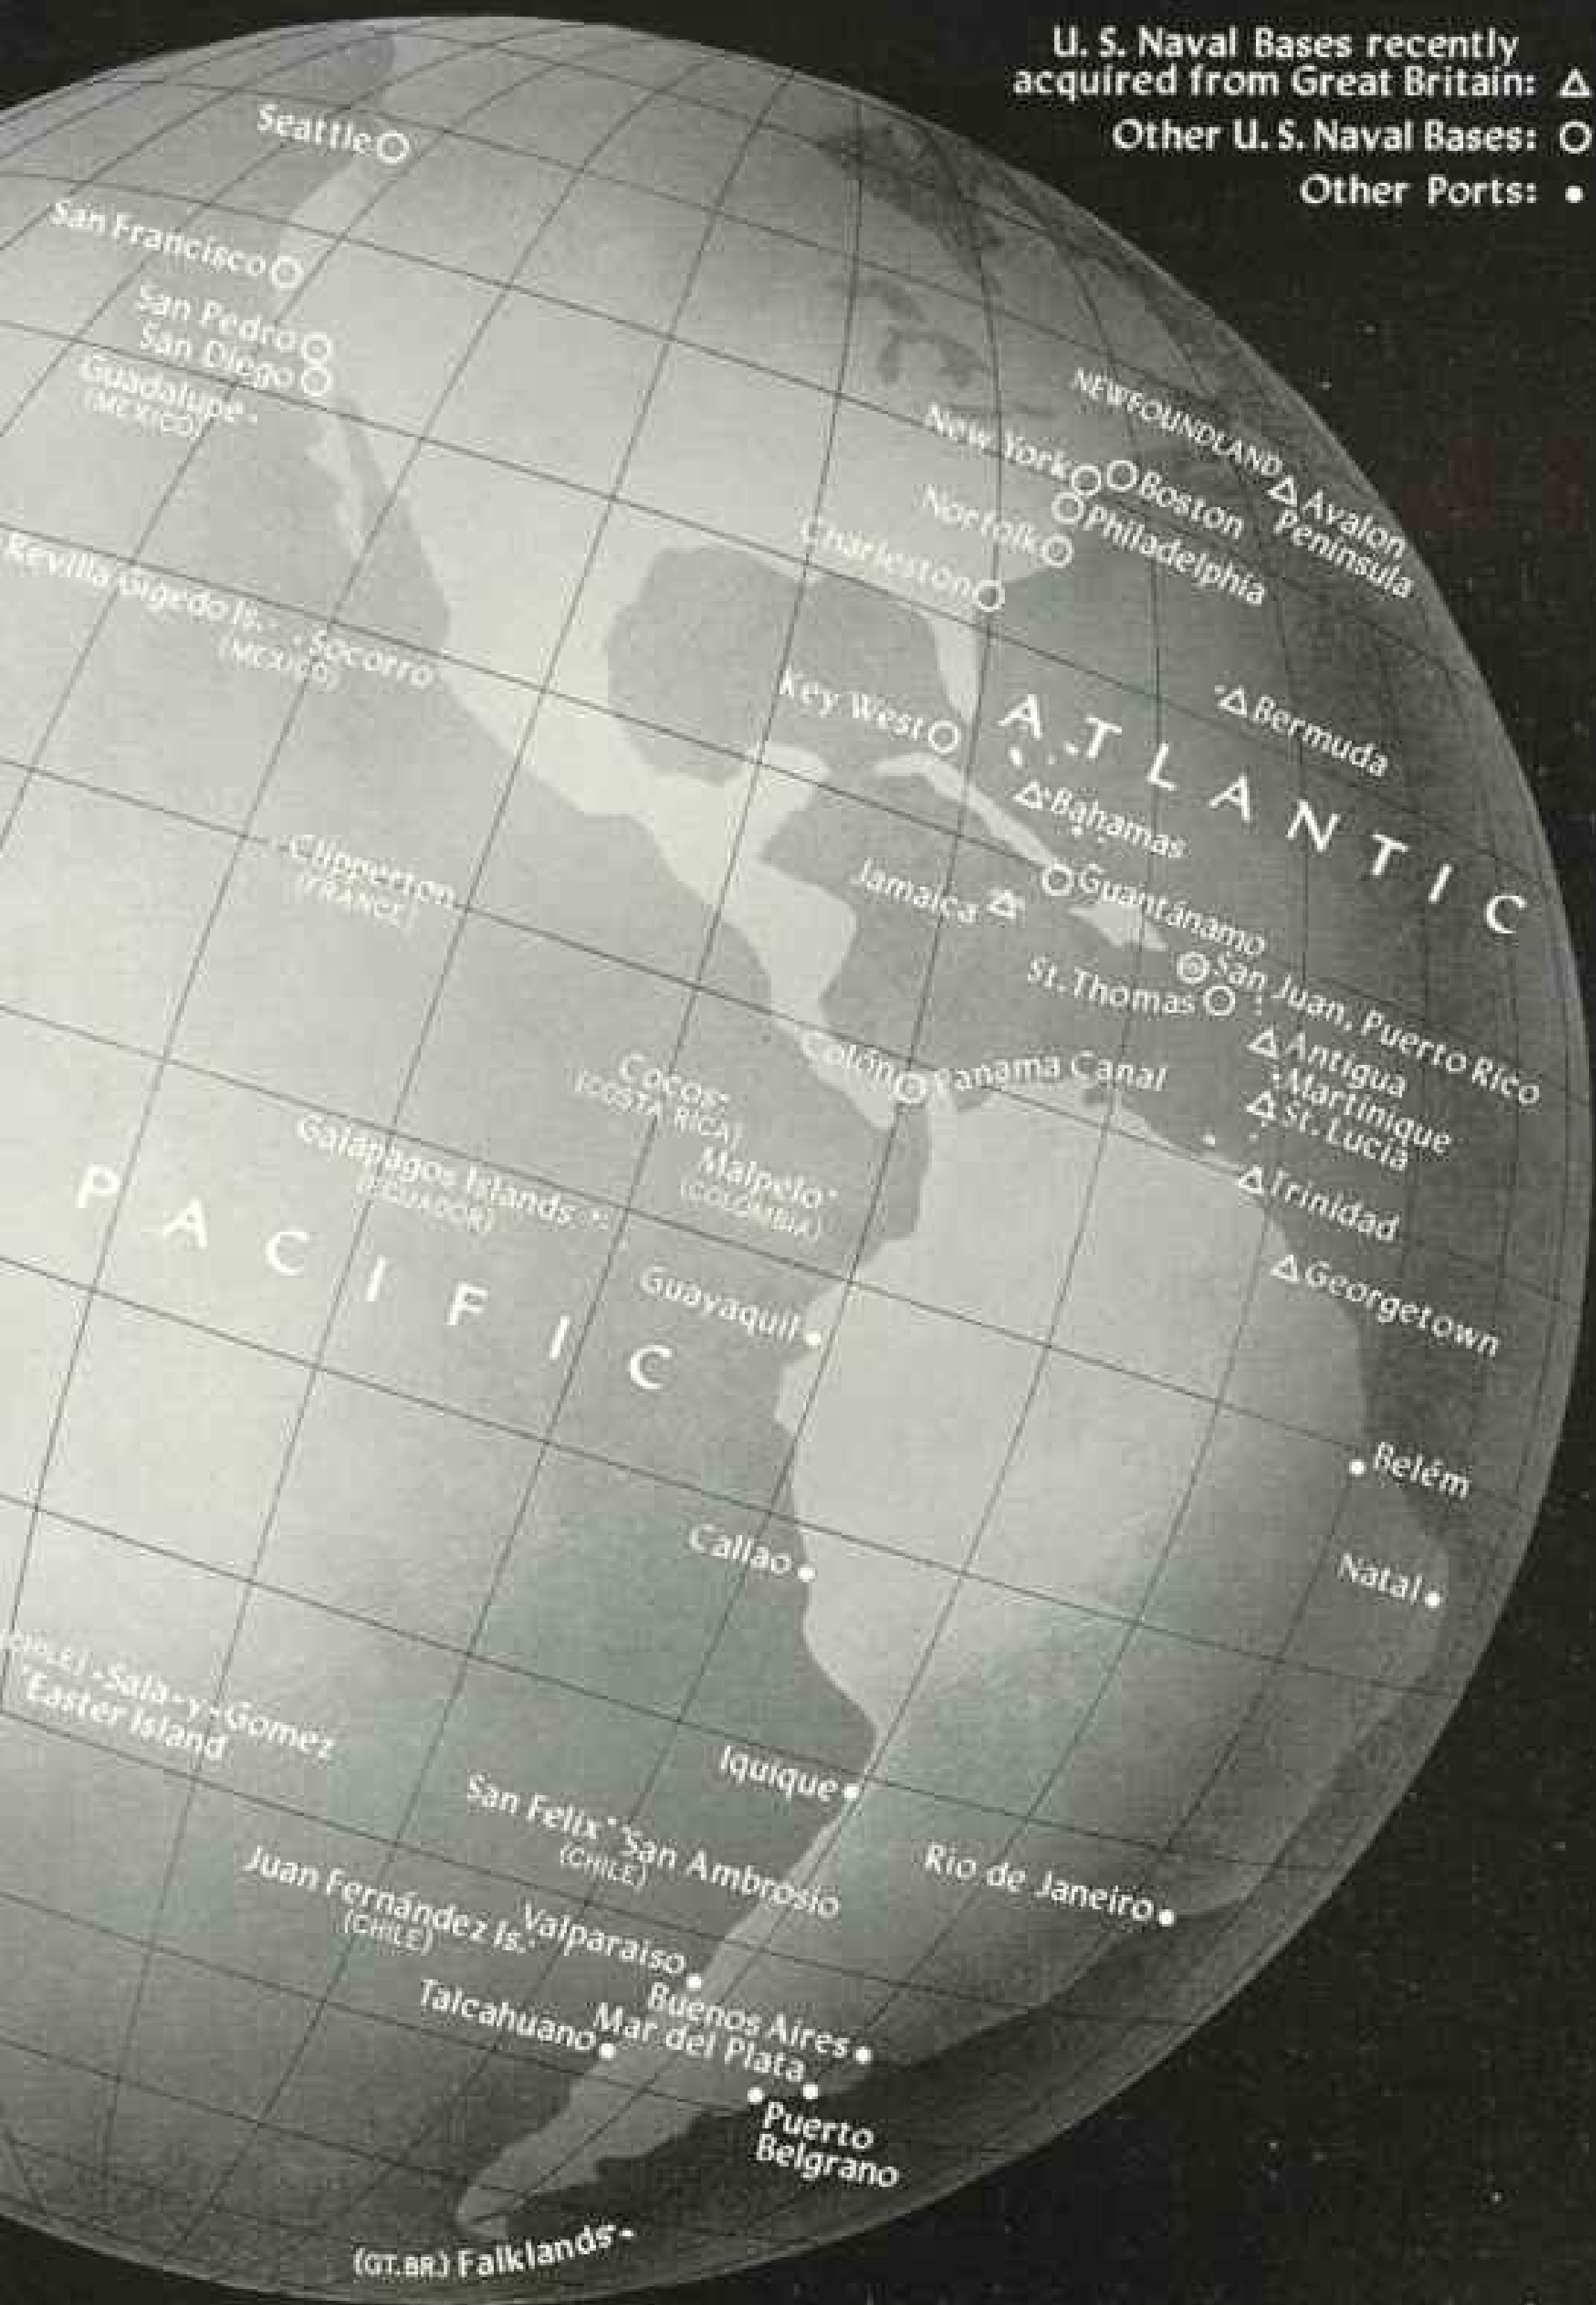 U. S. Naval Bases recently
acquired from Great Britain: △
Other U. S. Naval Bases: ○
Other Ports: •
Seattle
San Francisco
San Pedro
San Diego
Guadalupe
(MEXICO)
NEWFOUNDLAND
Avalon
Peninsula
New York
Boston
Norfolk
Philadelphia
Charleston
Revilla Gigedo Is.
Socorro
(MEXICO)
Key West
ATLANTIC
Bermuda
Bahamas
Clipperton
(FRANCE)
Jamaica
Guantánamo
St. Thomas
San Juan, Puerto Rico
Antigua
Martinique
St. Lucia
Colón
Panama Canal
Cocos
(COSTA RICA)
Malpelo
(COLOMBIA)
Galapagos Islands
(ECUADOR)
Trinidad
Georgetown
PACIFIC
Guayaquil
Belém
Callao
Natal
Sala-y-Gomez
Easter Island
Iquique
San Felix
San Ambrosio
(CHILE)
Rio de Janeiro
Juan Fernández Is.
(CHILE)
Valparaiso
Buenos Aires
Mar del Plata
Talcahuano
Puerto
Belgrano
(GT.BR.) Falklands